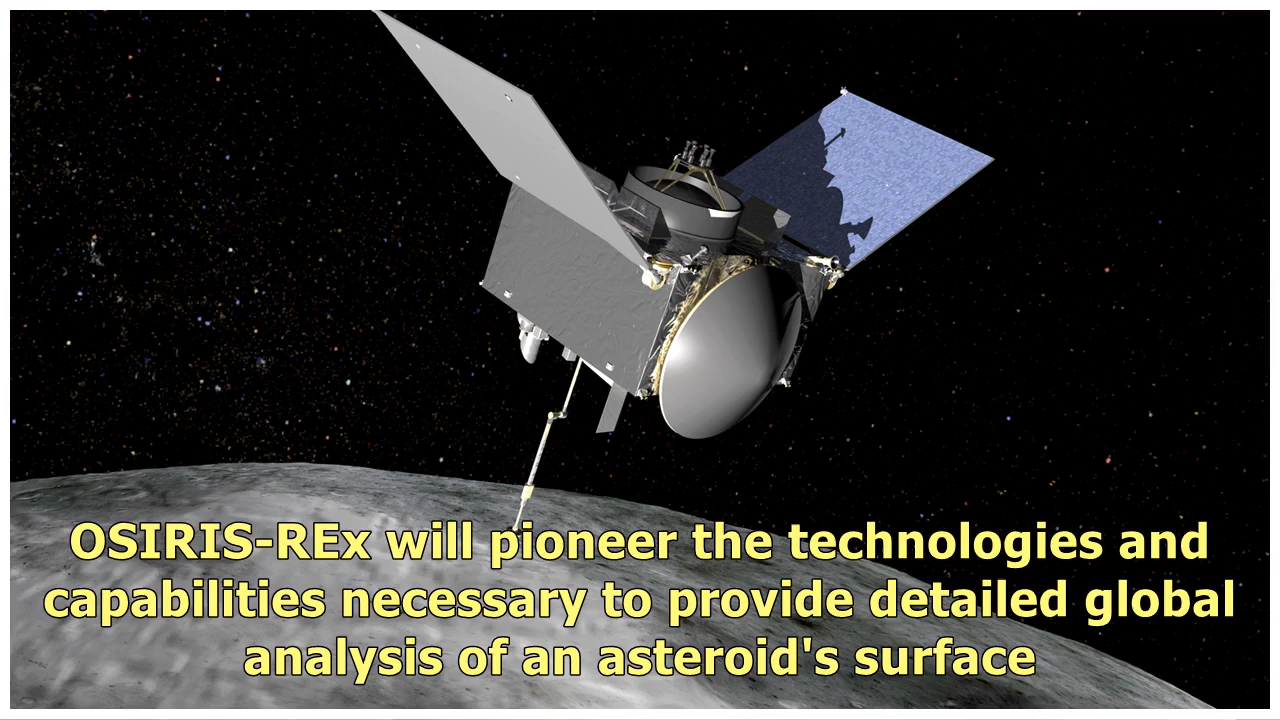 OSIRIS-REx will pioneer the technologies and
capabilities necessary to provide detailed global
analysis of an asteroid's surface